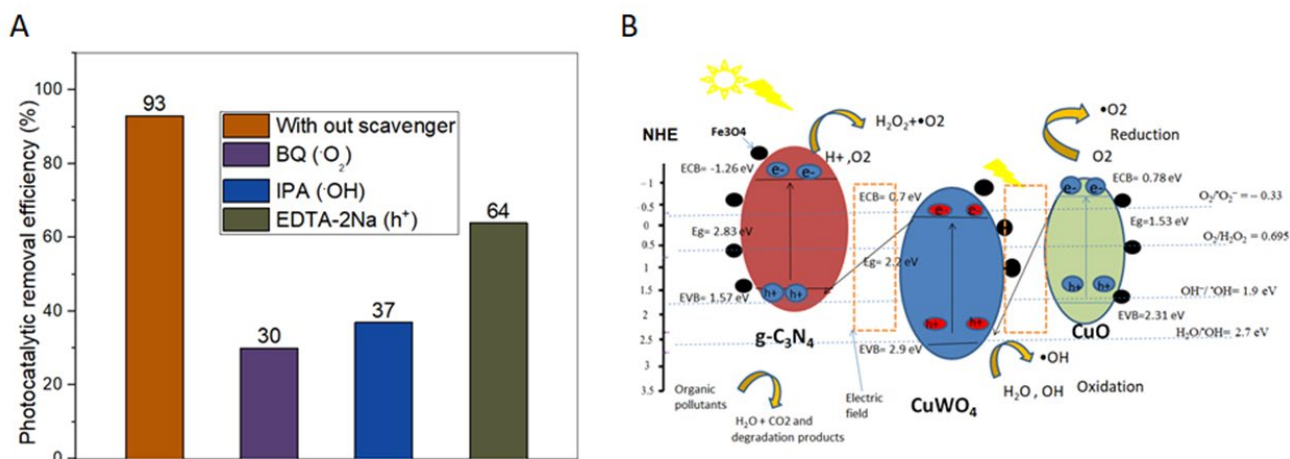 A
Photocatalytic removal efficiency (%)
100
80
60
40
20
0
93
30
37
64
With out scavenger
BQ (·O₂)
IPA (·OH)
EDTA-2Na (h⁺)
B
NHE
−1
−0.5
0
0.5
1
1.5
2
2.5
3
3.5
Fe3O4
H₂O₂+•O2
H+ ,O2
ECB= -1.26 eV
e-
e-
Eg= 2.83 eV
EVB= 1.57 eV
h+
h+
g-C₃N₄
ECB= 0.7 eV
e-
e-
Eg= 2.2 eV
h+
h+
EVB= 2.9 eV
CuWO₄
•O2
Reduction
O2
ECB= 0.78 eV
e-
e-
Eg=1.53 eV
h+
h+
EVB=2.31 eV
CuO
O₂/•O₂⁻ = − 0.33
O₂/H₂O₂ = 0.695
OH⁻/ •OH= 1.9 eV
H₂O/•OH= 2.7 eV
•OH
H₂O , OH
Oxidation
Organic
pollutants
H₂O + CO2 and
degradation products
Electric
field